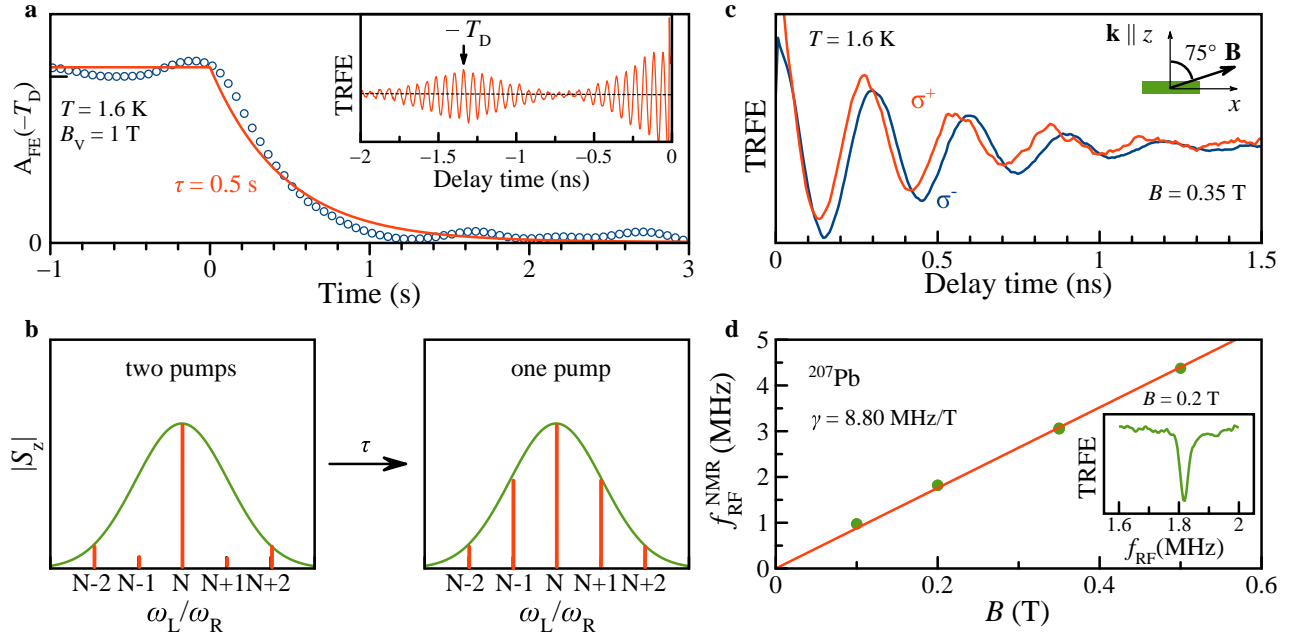 a
A_FE(−T_D)
0
T = 1.6 K
B_V = 1 T
τ = 0.5 s
−1
0
1
2
3
Time (s)
TRFE
− T_D
−2
−1.5
−1
−0.5
0
Delay time (ns)
c
TRFE
T = 1.6 K
k || z
75°
B
x
σ⁺
σ⁻
B = 0.35 T
0
0.5
1.0
1.5
Delay time (ns)
b
|S_z|
two pumps
N-2
N-1
N
N+1
N+2
ω_L/ω_R
τ
one pump
N-2
N-1
N
N+1
N+2
ω_L/ω_R
d
f_RF^NMR (MHz)
5
4
3
2
1
0
²⁰⁷Pb
γ = 8.80 MHz/T
B = 0.2 T
TRFE
1.6
1.8
2
f_RF(MHz)
0
0.2
0.4
0.6
B (T)